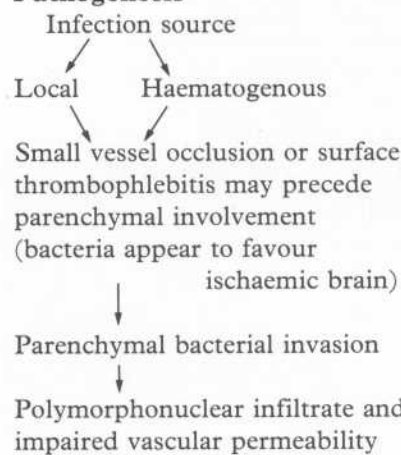 Infection source
Local Haematogenous
Small vessel occlusion or surface
thrombophlebitis may precede
parenchymal involvement
(bacteria appear to favour
ischaemic brain)
Parenchymal bacterial invasion
Polymorphonuclear infiltrate and
impaired vascular permeability